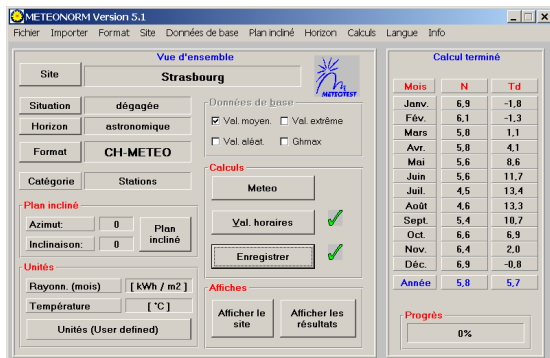 METEONORM Version 5.1
Fichier Importer Format Site Données de base Plan incliné Horizon Calculs Langue Info
Vue d'ensemble
Site
Strasbourg
METEOTEST
Situation
dégagée
Horizon
astronomique
Format
CH-METEO
Catégorie
Stations
Données de base
Val. moyen.
Val. extrême
Val. aléat.
Ghmax
Plan incliné
Azimut:
0
Inclinaison:
0
Plan incliné
Calculs
Meteo
Val. horaires
Enregistrer
Unités
Rayonn. (mois)
[ kWh / m2 ]
Température
[ °C ]
Unités (User defined)
Affiches
Afficher le site
Afficher les résultats
Calcul terminé
Mois N Td
Janv. 6,9 -1,8
Fév. 6,1 -1,3
Mars 5,8 1,1
Avr. 5,8 4,1
Mai 5,6 8,6
Juin 5,6 11,7
Juil. 4,5 13,4
Août 4,6 13,3
Sept. 5,4 10,7
Oct. 6,6 6,9
Nov. 6,4 2,0
Déc. 6,9 -0,8
Année 5,8 5,7
Progrés
0%